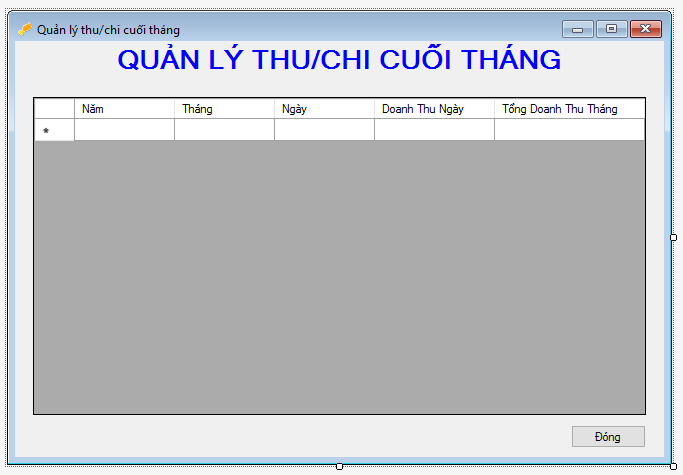 Quản lý thu/chi cuối tháng
QUẢN LÝ THU/CHI CUỐI THÁNG
Năm Tháng Ngày Doanh Thu Ngày Tổng Doanh Thu Tháng
*
Đóng